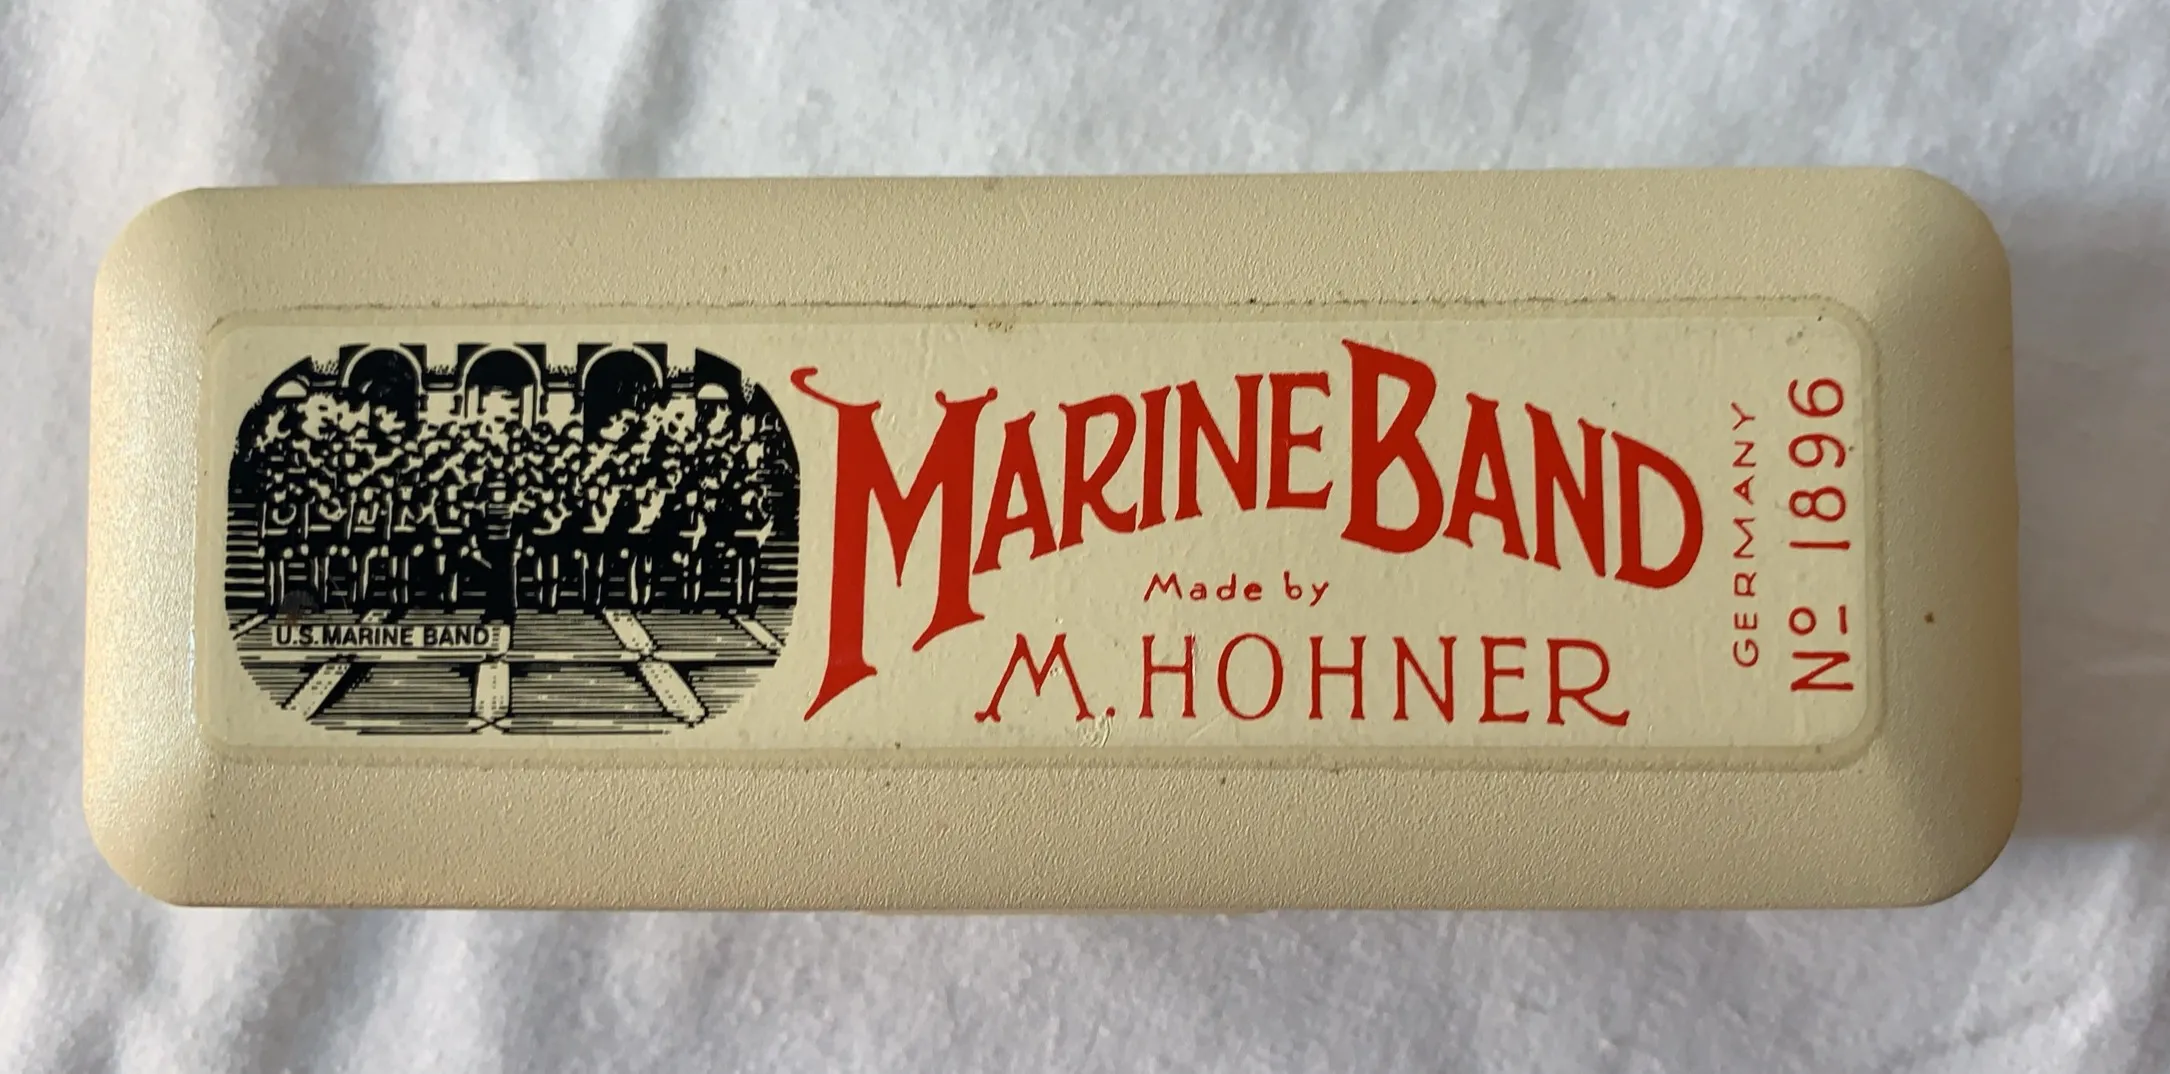 U.S. MARINE BAND
MARINE BAND
Made by
M. HOHNER
GERMANY
Nº 1896